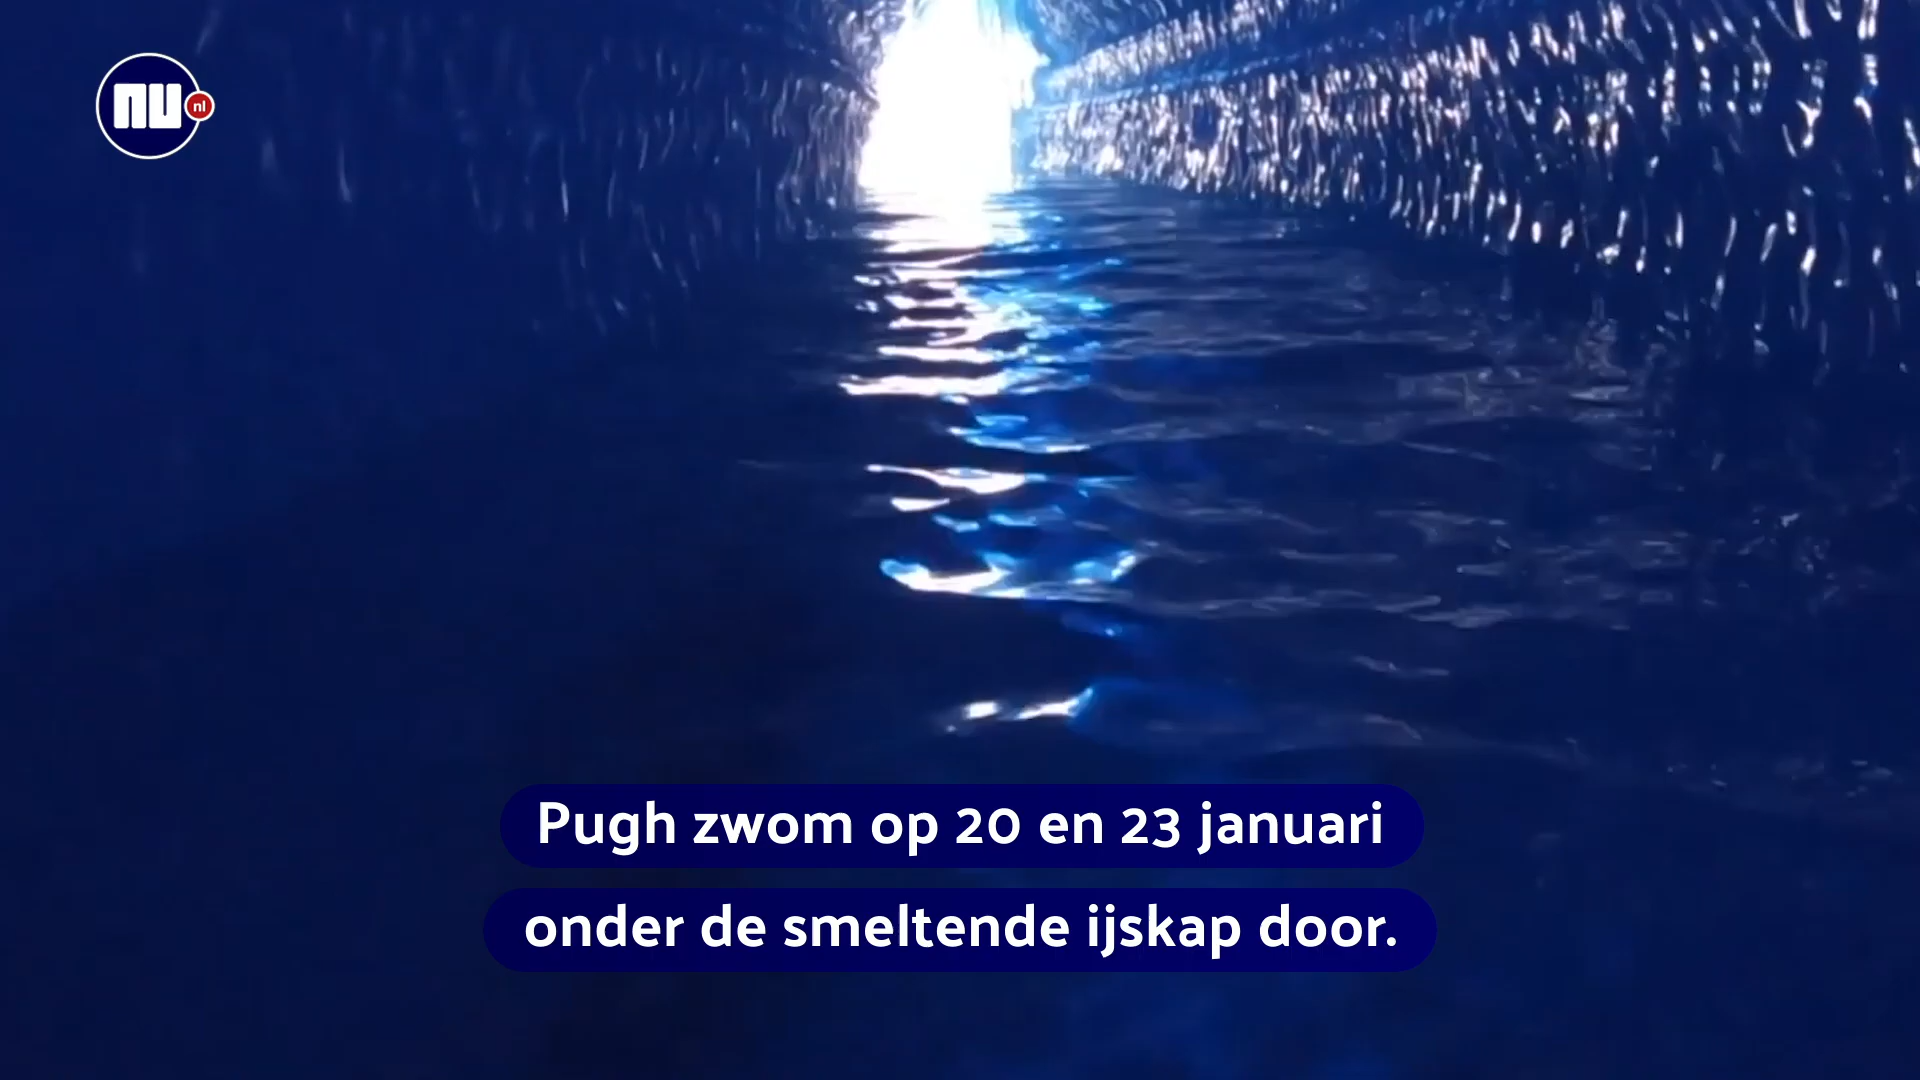 nu
nl
Pugh zwom op 20 en 23 januari
onder de smeltende ijskap door.